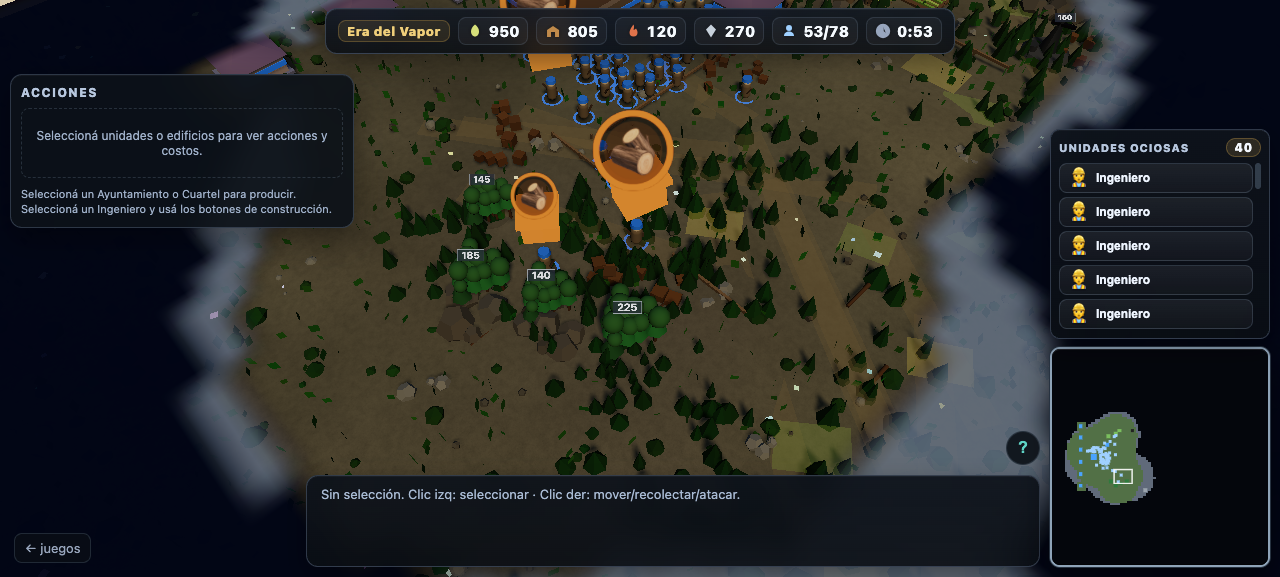 Era del Vapor 950 805 120 270 53/78 0:53
160
ACCIONES
Seleccioná unidades o edificios para ver acciones y
costos.
Seleccioná un Ayuntamiento o Cuartel para producir.
Seleccioná un Ingeniero y usá los botones de construcción.
145
185
140
225
UNIDADES OCIOSAS 40
Ingeniero
Ingeniero
Ingeniero
Ingeniero
Ingeniero
?
Sin selección. Clic izq: seleccionar · Clic der: mover/recolectar/atacar.
← juegos